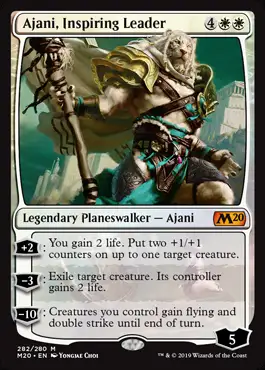 Ajani, Inspiring Leader 4
Legendary Planeswalker — Ajani M20
+2: You gain 2 life. Put two +1/+1
counters on up to one target creature.
−3: Exile target creature. Its controller
gains 2 life.
−10: Creatures you control gain flying and
double strike until end of turn.
5
282/280 M
M20 • EN Yongjae Choi
™ & © 2019 Wizards of the Coast